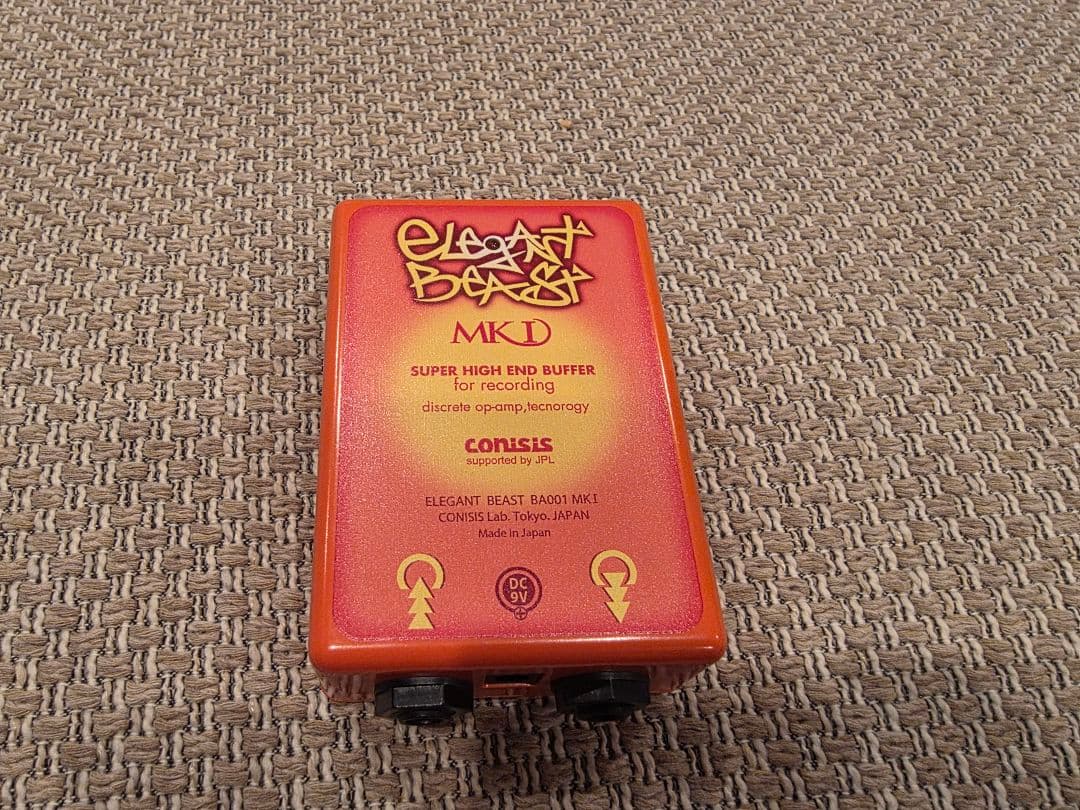 eLegAnt
BeAst
MK I
SUPER HIGH END BUFFER
for recording
discrete op-amp,tecnorogy
conisis
supported by JPL
ELEGANT BEAST BA001 MK I
CONISIS Lab. Tokyo. JAPAN
Made in Japan
DC
9V